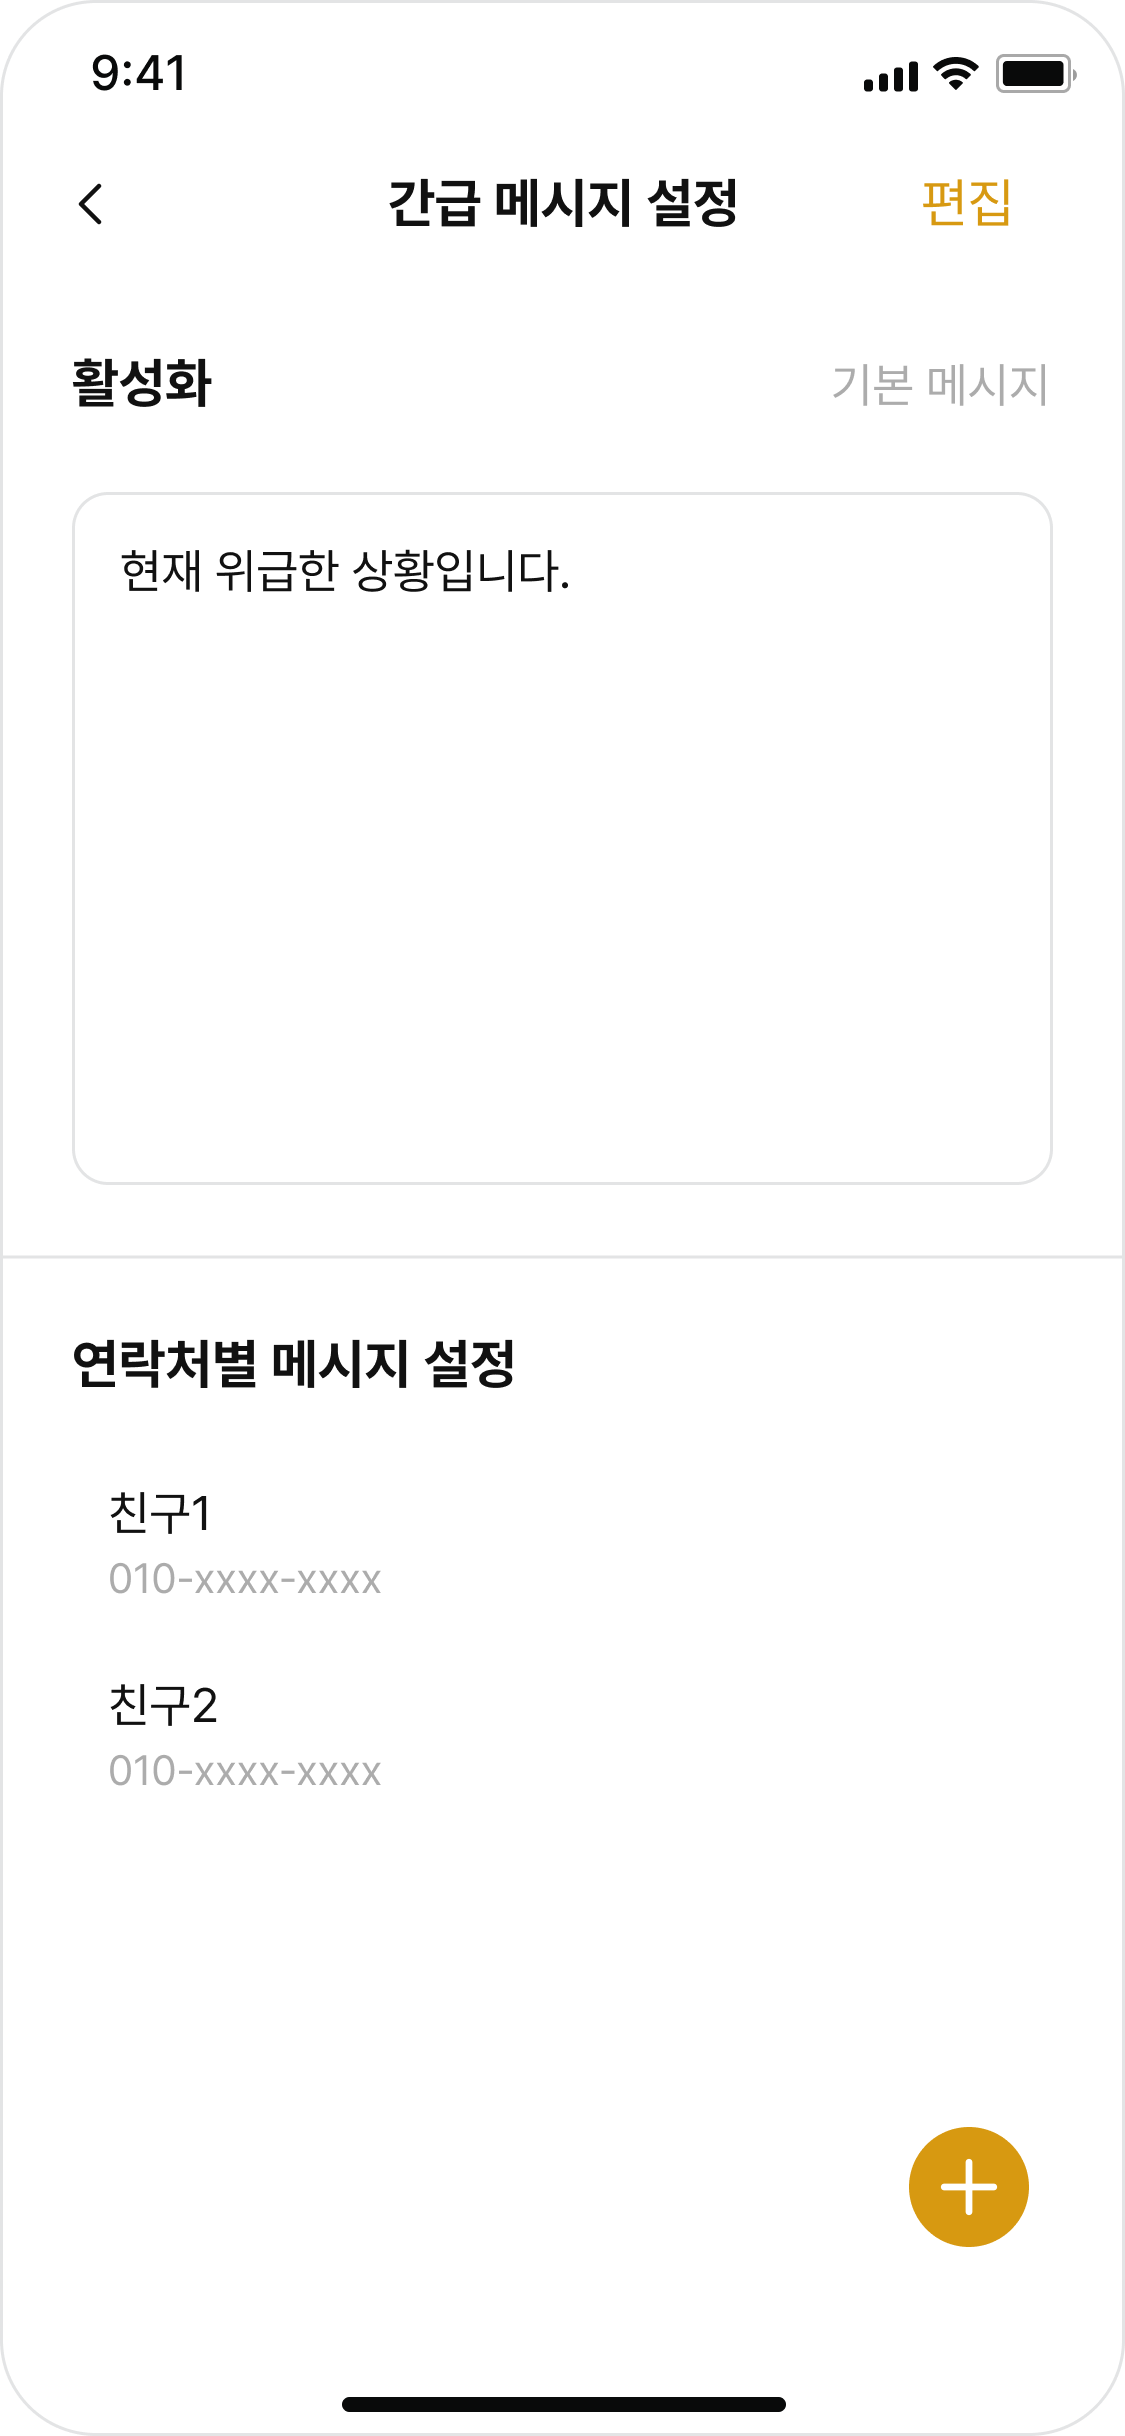 9:41
간급 메시지 설정
편집
활성화
기본 메시지
현재 위급한 상황입니다.
연락처별 메시지 설정
친구1
010-xxxx-xxxx
친구2
010-xxxx-xxxx